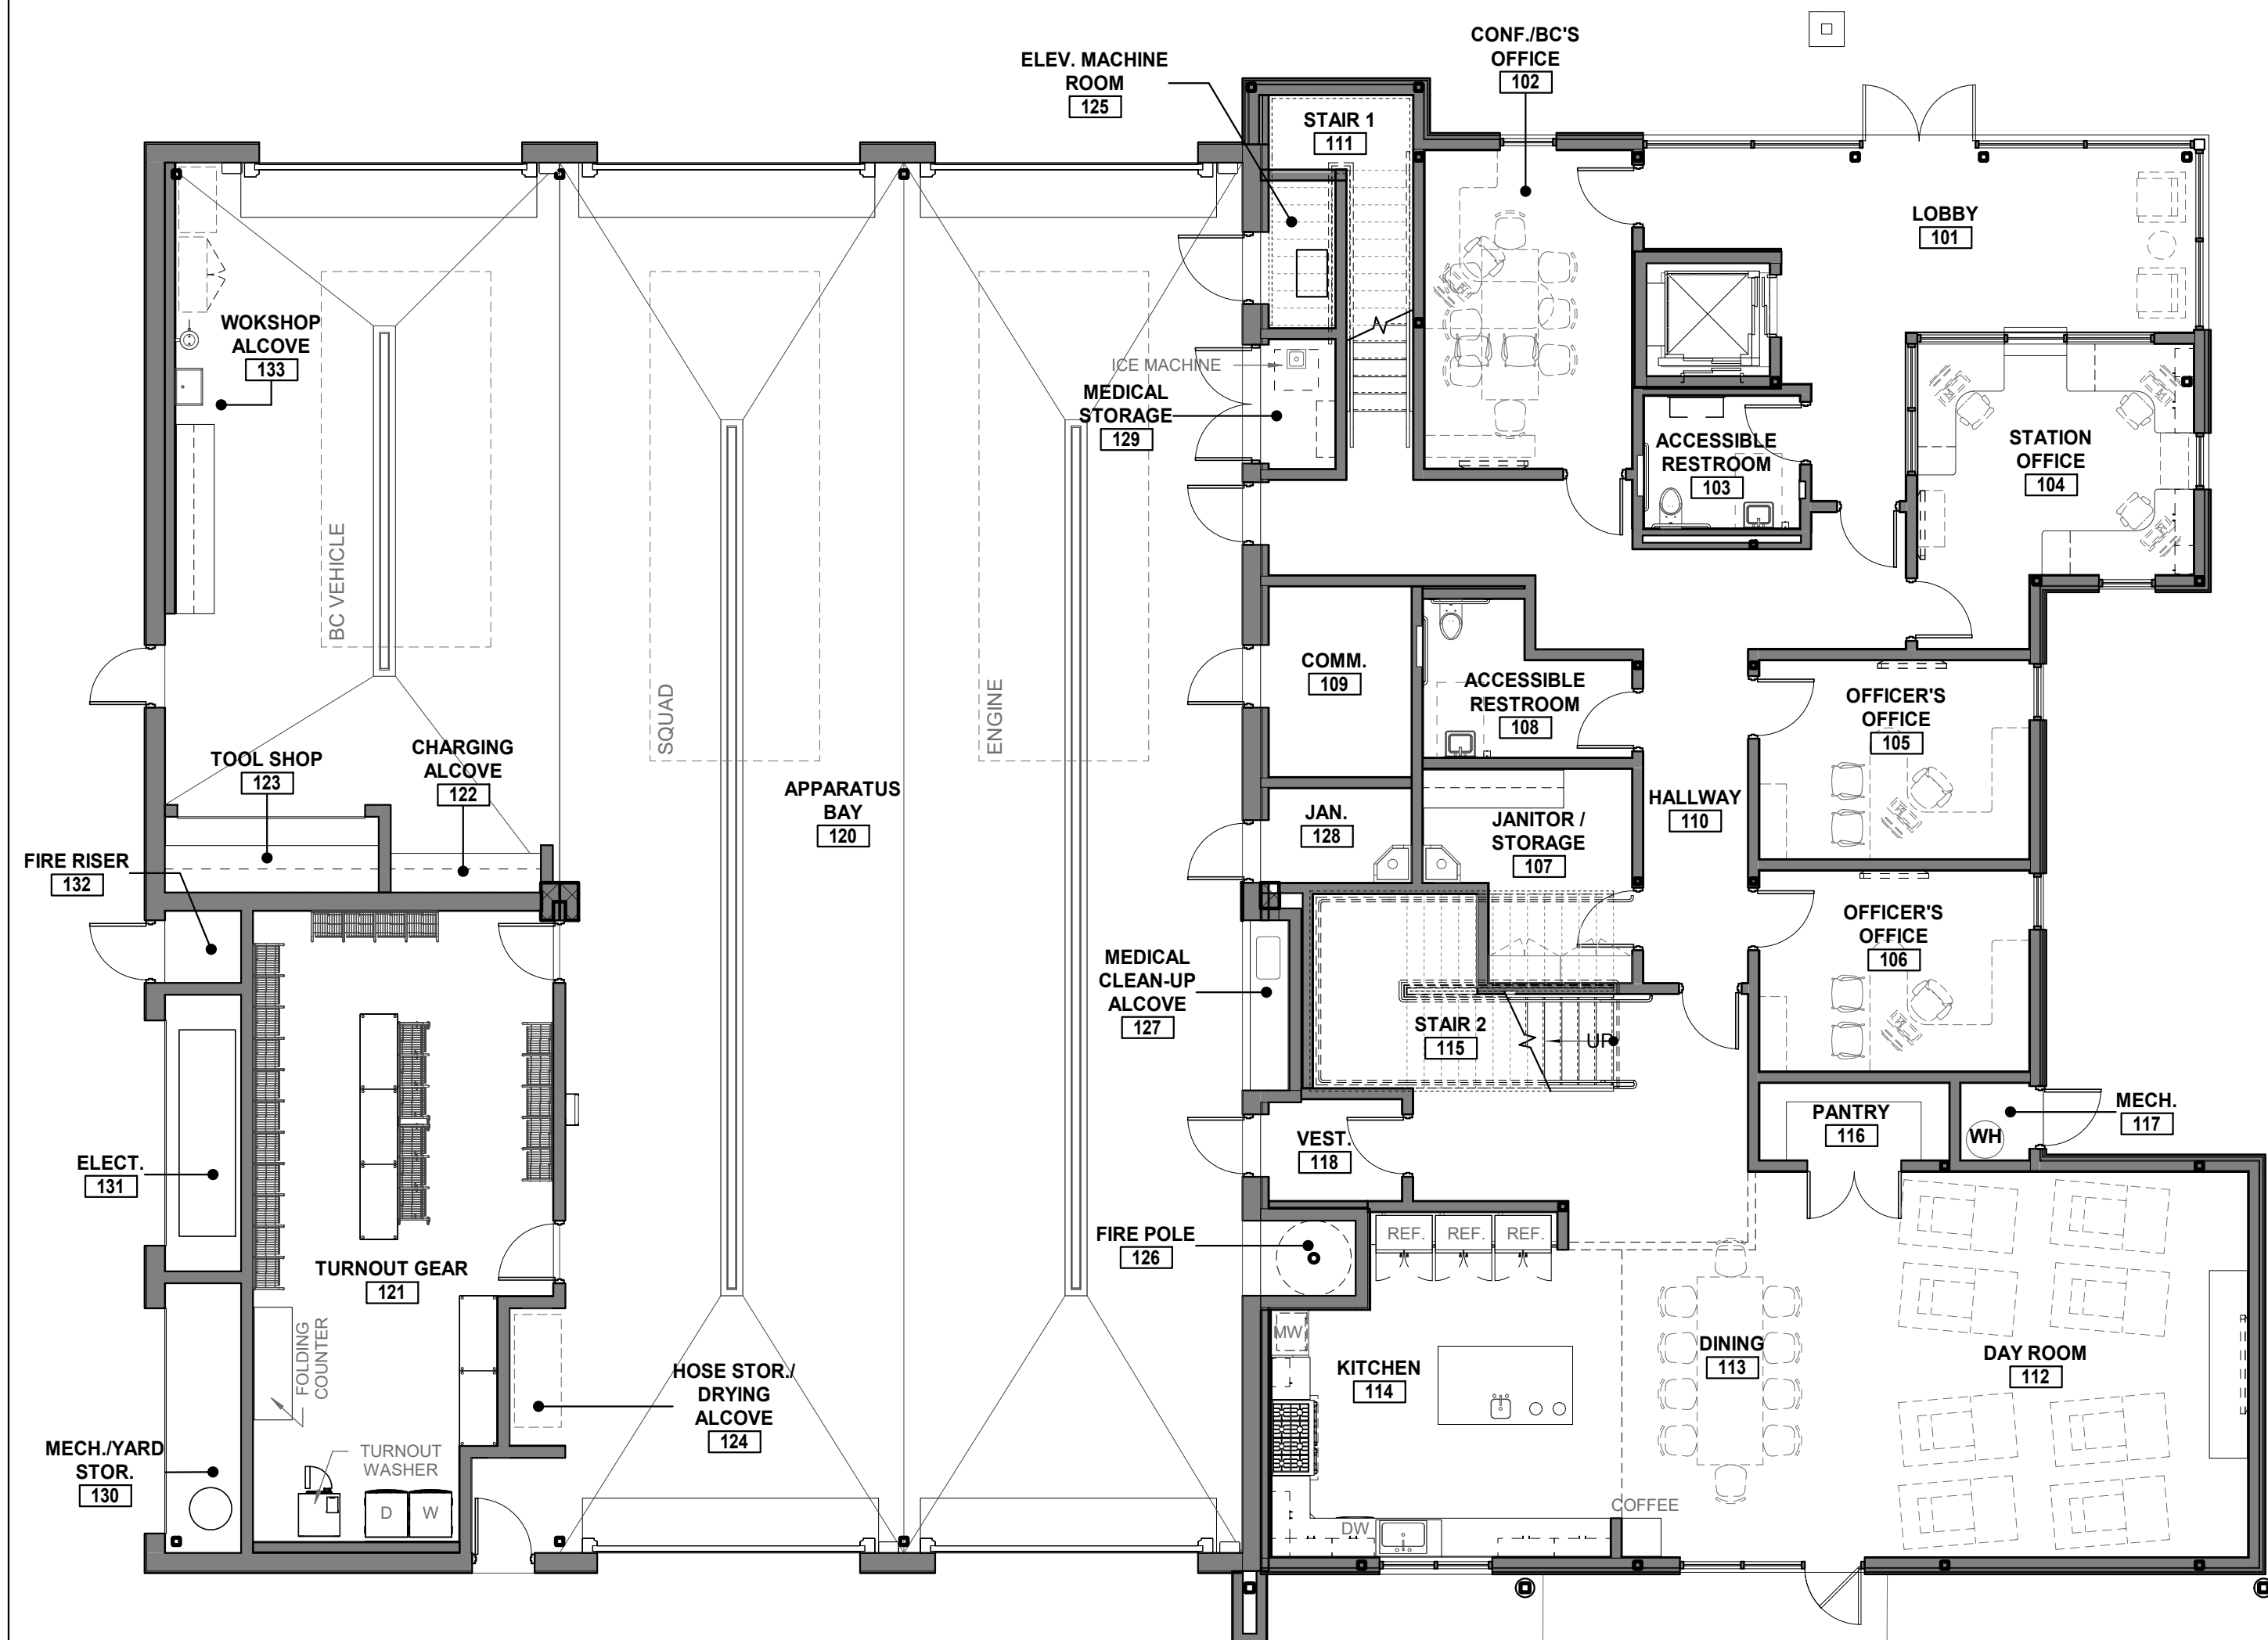 CONF./BC'S
OFFICE
102
ELEV. MACHINE
ROOM
125
STAIR 1
111
LOBBY
101
WOKSHOP
ALCOVE
133
ICE MACHINE
MEDICAL
STORAGE
129
ACCESSIBLE
RESTROOM
103
STATION
OFFICE
104
BC VEHICLE
SQUAD
ENGINE
COMM.
109
ACCESSIBLE
RESTROOM
108
OFFICER'S
OFFICE
105
TOOL SHOP
123
CHARGING
ALCOVE
122
APPARATUS
BAY
120
JAN.
128
JANITOR /
STORAGE
107
HALLWAY
110
FIRE RISER
132
OFFICER'S
OFFICE
106
MEDICAL
CLEAN-UP
ALCOVE
127
STAIR 2
115
UP
PANTRY
116
MECH.
117
WH
VEST.
118
ELECT.
131
FIRE POLE
126
REF.
REF.
REF.
TURNOUT GEAR
121
FOLDING
COUNTER
MW
KITCHEN
114
DINING
113
DAY ROOM
112
HOSE STOR./
DRYING
ALCOVE
124
MECH./YARD
STOR.
130
TURNOUT
WASHER
D
W
DW
COFFEE